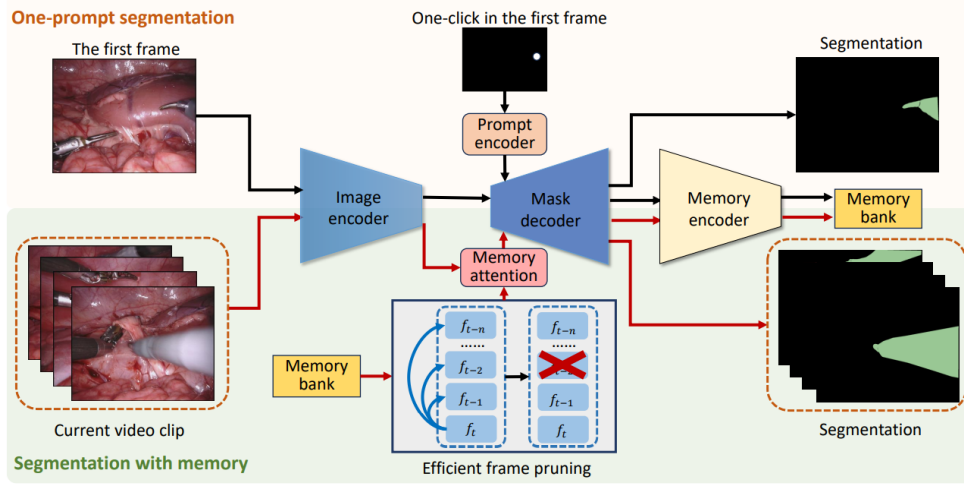 One-prompt segmentation
One-click in the first frame
The first frame
Segmentation
Prompt
encoder
Image
encoder
Mask
decoder
Memory
encoder
Memory
bank
Memory
attention
Memory
bank
f_{t-n}
......
f_{t-2}
f_{t-1}
f_t
f_{t-n}
......
f_{t-1}
f_t
Current video clip
Segmentation
Efficient frame pruning
Segmentation with memory